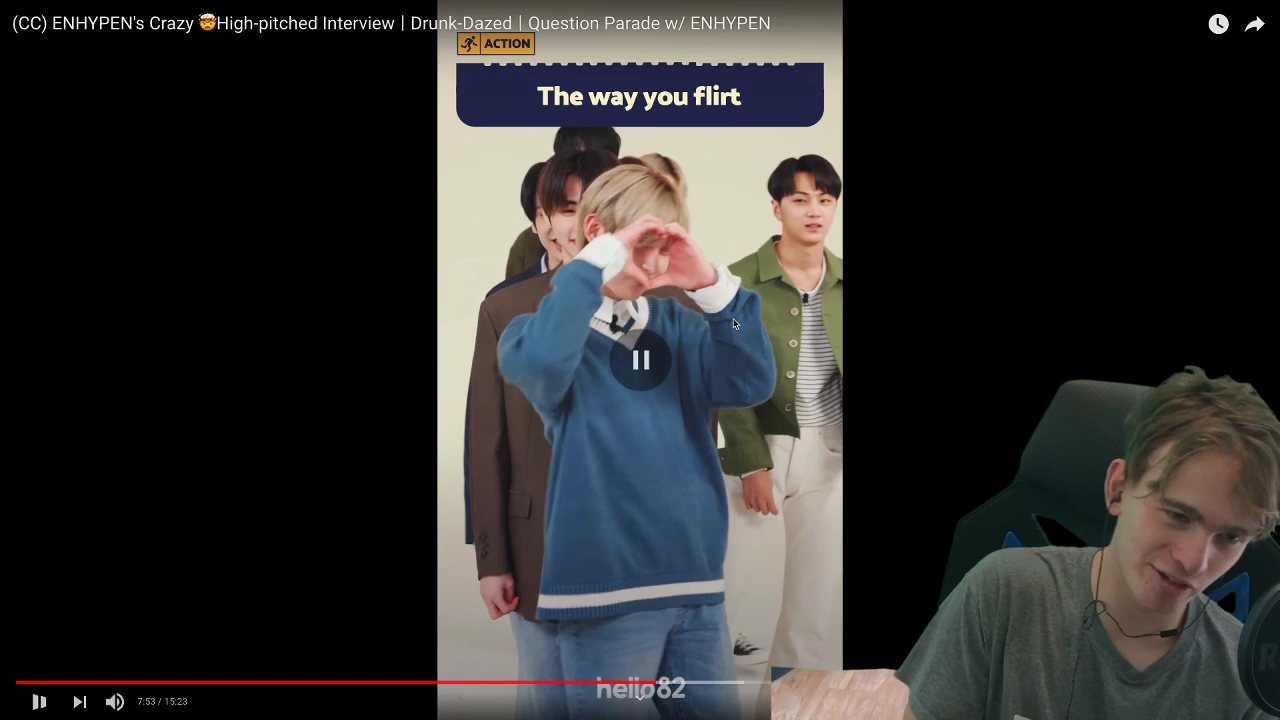 (CC) ENHYPEN's Crazy 🤯High-pitched Interview | Drunk-Dazed | Question Parade w/ ENHYPEN
ACTION
The way you flirt
hello82
7:53 / 15:23